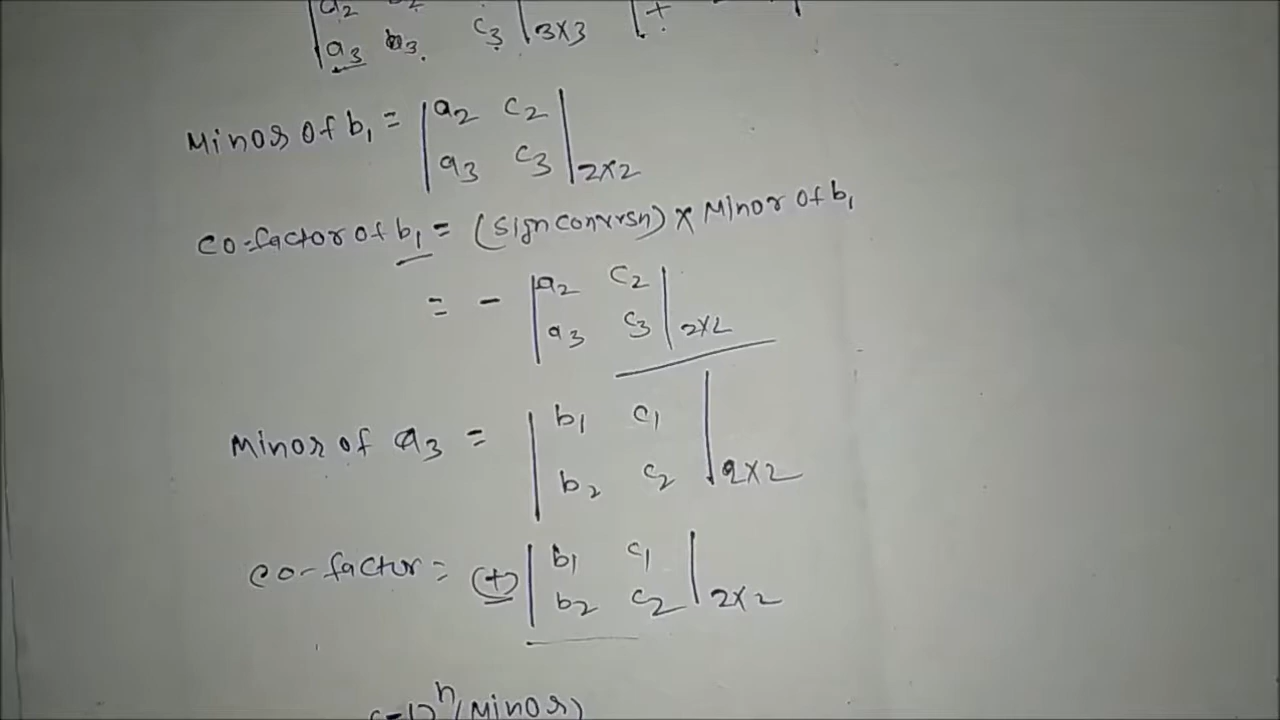 a2
a3 b3 c3 3x3 +
Minor of b1 = | a2 c2 |
| a3 c3 | 2x2
co-factor of b1 = (sign convrsn) x Minor of b1
= - | a2 c2 |
| a3 c3 | 2x2
Minor of a3 = | b1 c1 |
| b2 c2 | 2x2
co-factor = (+) | b1 c1 |
| b2 c2 | 2x2
(-1)^n (Minor)